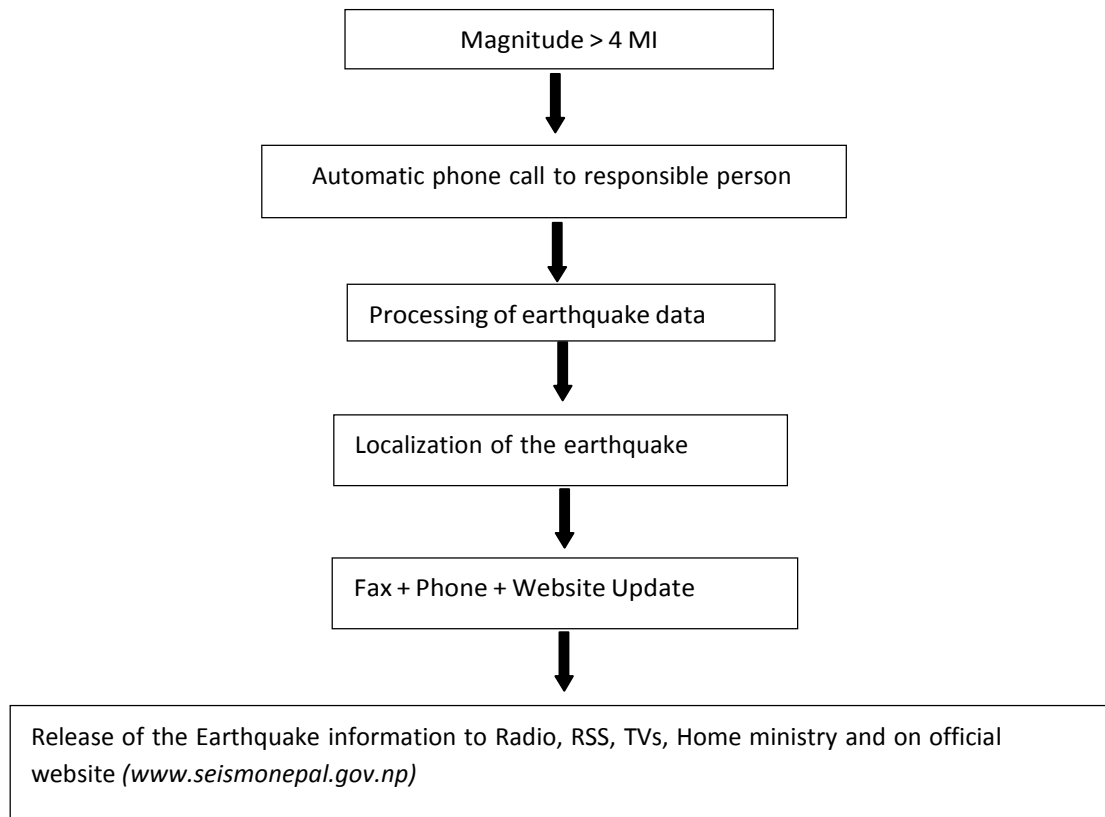 Magnitude > 4 Ml
Automatic phone call to responsible person
Processing of earthquake data
Localization of the earthquake
Fax + Phone + Website Update
Release of the Earthquake information to Radio, RSS, TVs, Home ministry and on official
website (www.seismonepal.gov.np)